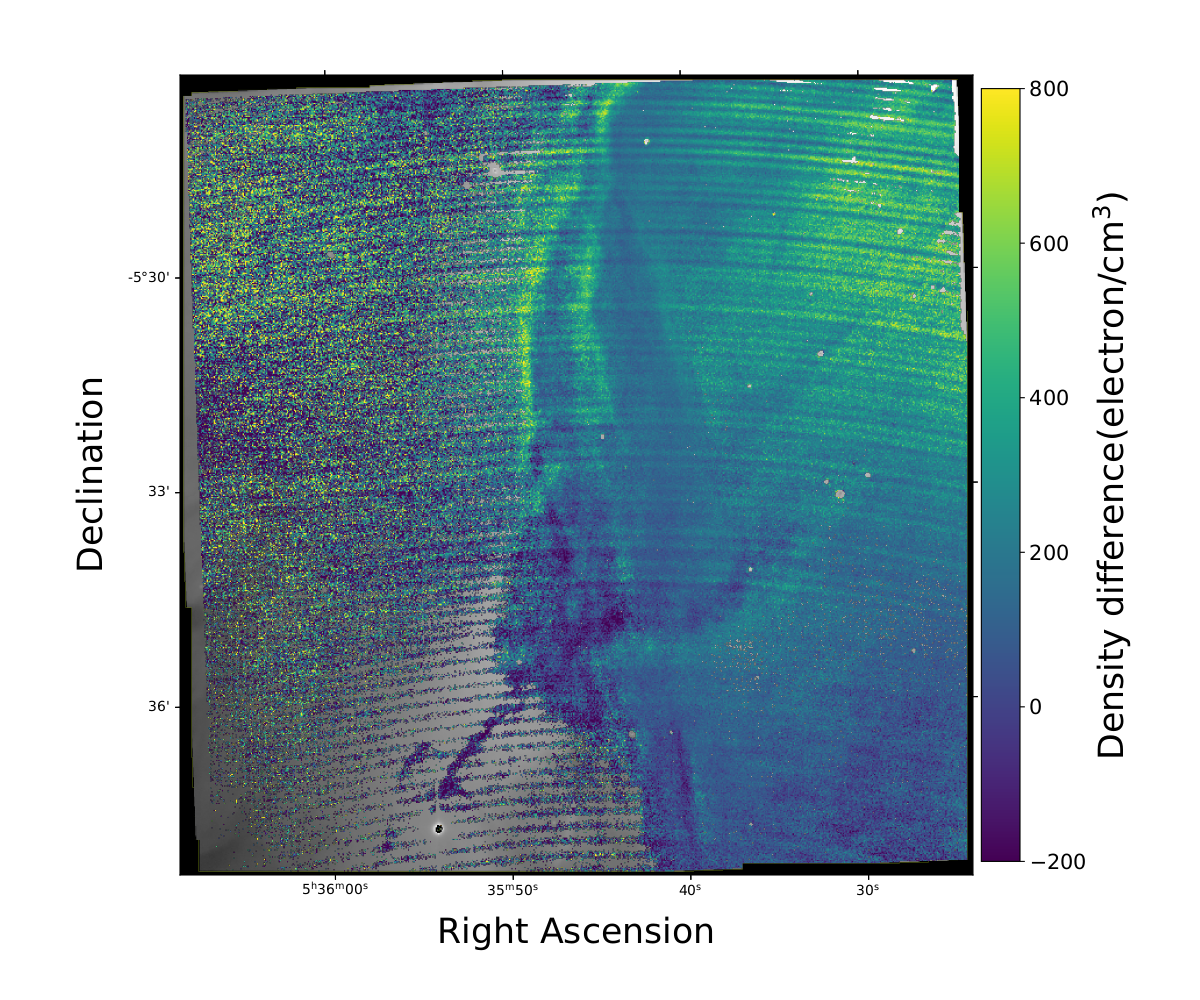 800
600
-5°30'
400
33'
200
36'
0
−200
5ʰ36ᵐ00ˢ 35ᵐ50ˢ 40ˢ 30ˢ
Right Ascension
Declination
Density difference(electron/cm³)